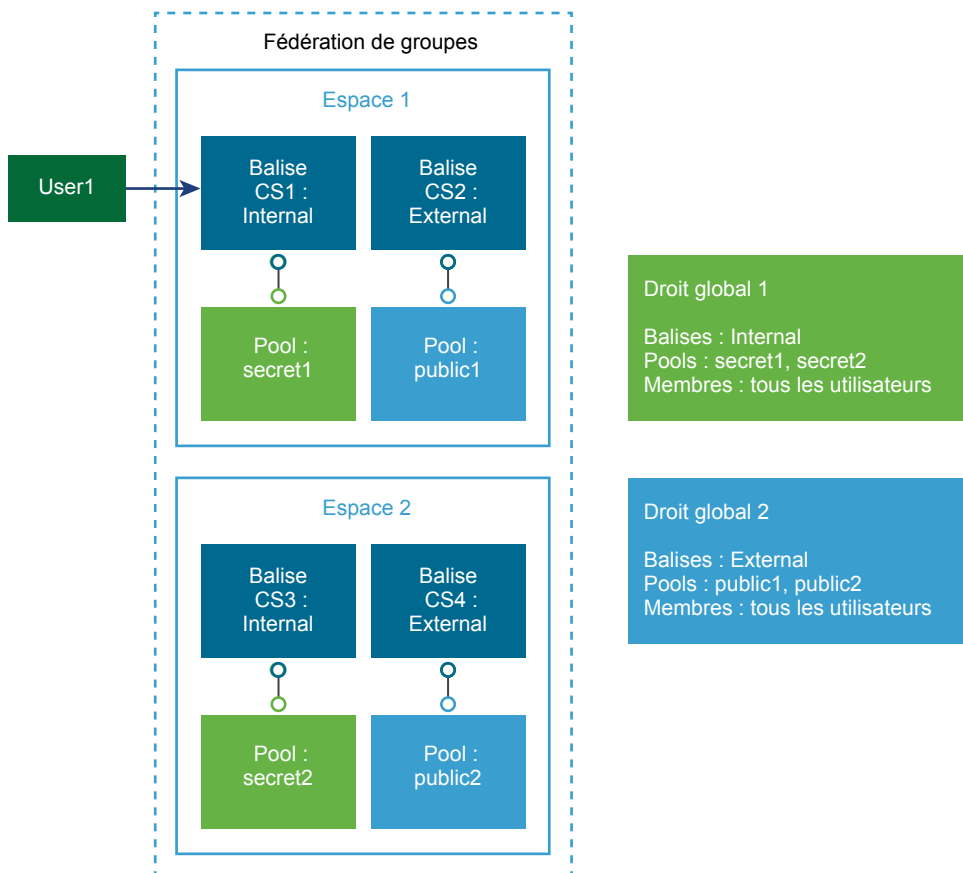 Fédération de groupes
Espace 1
User1
Balise
CS1 :
Internal
Balise
CS2 :
External
Pool :
secret1
Pool :
public1
Espace 2
Balise
CS3 :
Internal
Balise
CS4 :
External
Pool :
secret2
Pool :
public2
Droit global 1
Balises : Internal
Pools : secret1, secret2
Membres : tous les utilisateurs
Droit global 2
Balises : External
Pools : public1, public2
Membres : tous les utilisateurs